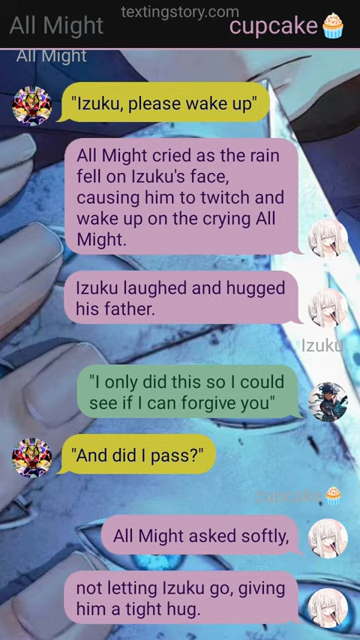 textingstory.com
All Might
cupcake🧁
All Might
"Izuku, please wake up"
All Might cried as the rain
fell on Izuku's face,
causing him to twitch and
wake up on the crying All
Might.
Izuku laughed and hugged
his father.
Izuku
"I only did this so I could
see if I can forgive you"
"And did I pass?"
cupcake🧁
All Might asked softly,
not letting Izuku go, giving
him a tight hug.